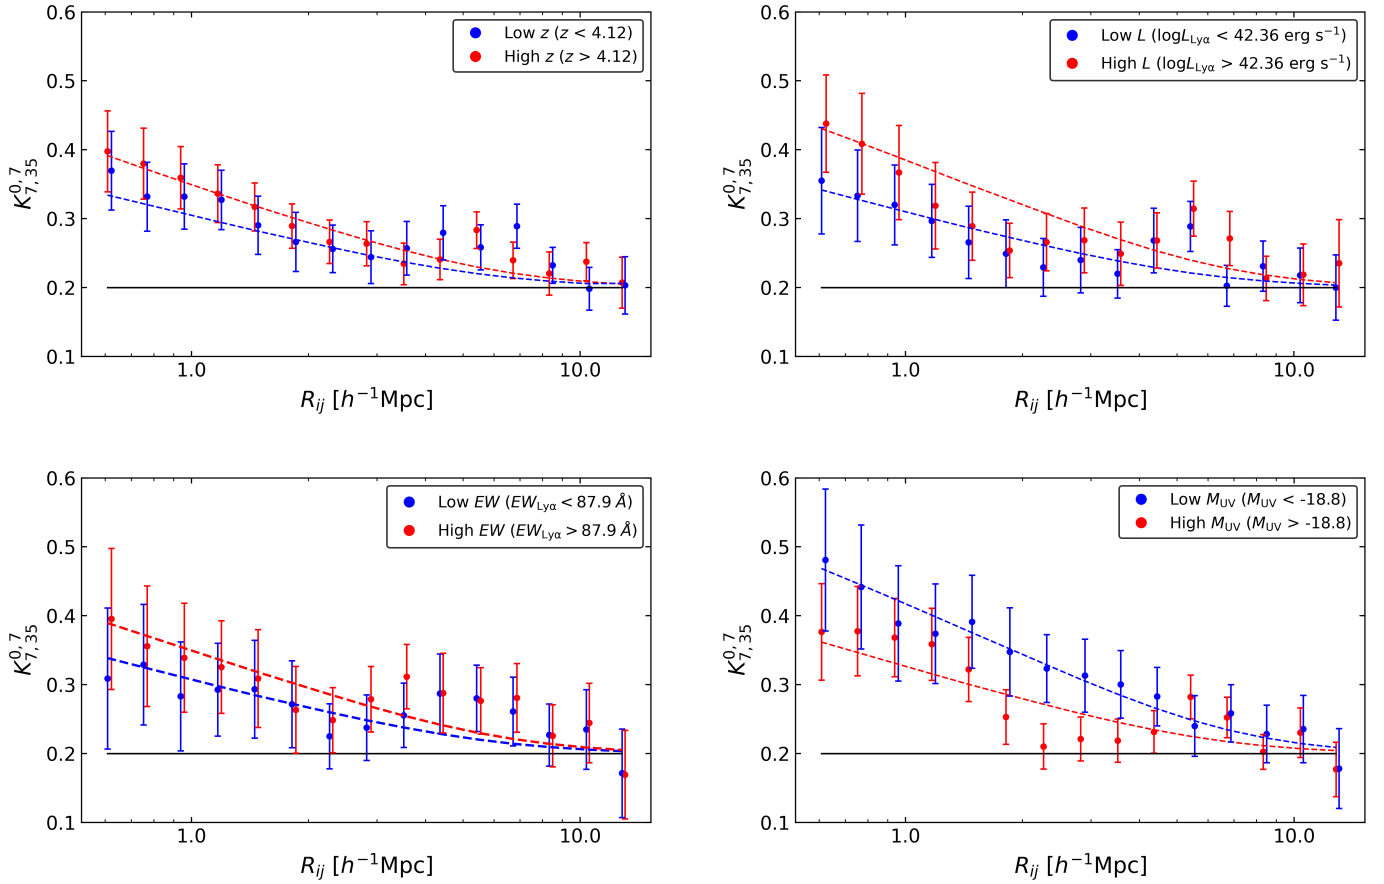 0.6
0.5
0.4
0.3
0.2
0.1
K^{0, 7}_{7, 35}
Low z (z < 4.12)
High z (z > 4.12)
1.0
10.0
R_{ij} [h^{−1}Mpc]
0.6
0.5
0.4
0.3
0.2
0.1
K^{0, 7}_{7, 35}
Low L (logL_{Lyα} < 42.36 erg s^{−1})
High L (logL_{Lyα} > 42.36 erg s^{−1})
1.0
10.0
R_{ij} [h^{−1}Mpc]
0.6
0.5
0.4
0.3
0.2
0.1
K^{0, 7}_{7, 35}
Low EW (EW_{Lyα} < 87.9 Å)
High EW (EW_{Lyα} > 87.9 Å)
1.0
10.0
R_{ij} [h^{−1}Mpc]
0.6
0.5
0.4
0.3
0.2
0.1
K^{0, 7}_{7, 35}
Low M_{UV} (M_{UV} < -18.8)
High M_{UV} (M_{UV} > -18.8)
1.0
10.0
R_{ij} [h^{−1}Mpc]